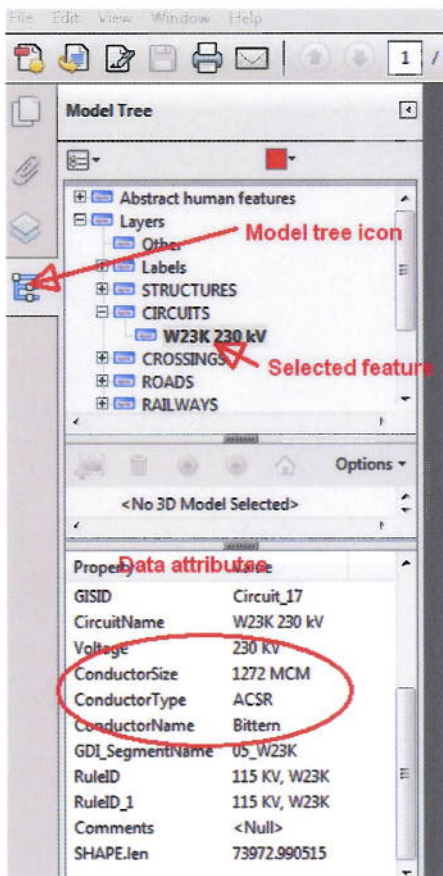 File Edit View Window Help
1 /
Model Tree
Abstract human features
Layers
Model tree icon
Other
Labels
STRUCTURES
CIRCUITS
W23K 230 kV
CROSSINGS
Selected feature
ROADS
RAILWAYS
Options
<No 3D Model Selected>
Property Value
Data attributes
GISID Circuit_17
CircuitName W23K 230 kV
Voltage 230 kV
ConductorSize 1272 MCM
ConductorType ACSR
ConductorName Bittern
GDI_SegmentName 05_W23K
RuleID 115 KV, W23K
RuleID_1 115 KV, W23K
Comments <Null>
SHAPE.len 73972.990515